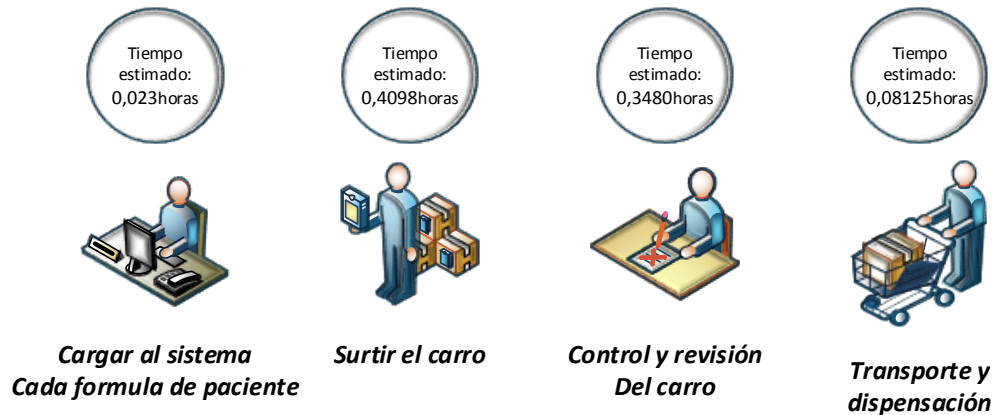 Tiempo
estimado:
0,023horas
Tiempo
estimado:
0,4098horas
Tiempo
estimado:
0,3480horas
Tiempo
estimado:
0,08125horas
Cargar al sistema
Cada formula de paciente
Surtir el carro
Control y revisión
Del carro
Transporte y
dispensación